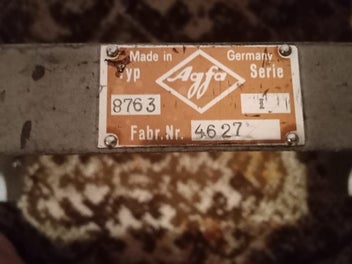 Made in Germany
Typ Agfa Serie
8763 I
Fabr.Nr. 4627